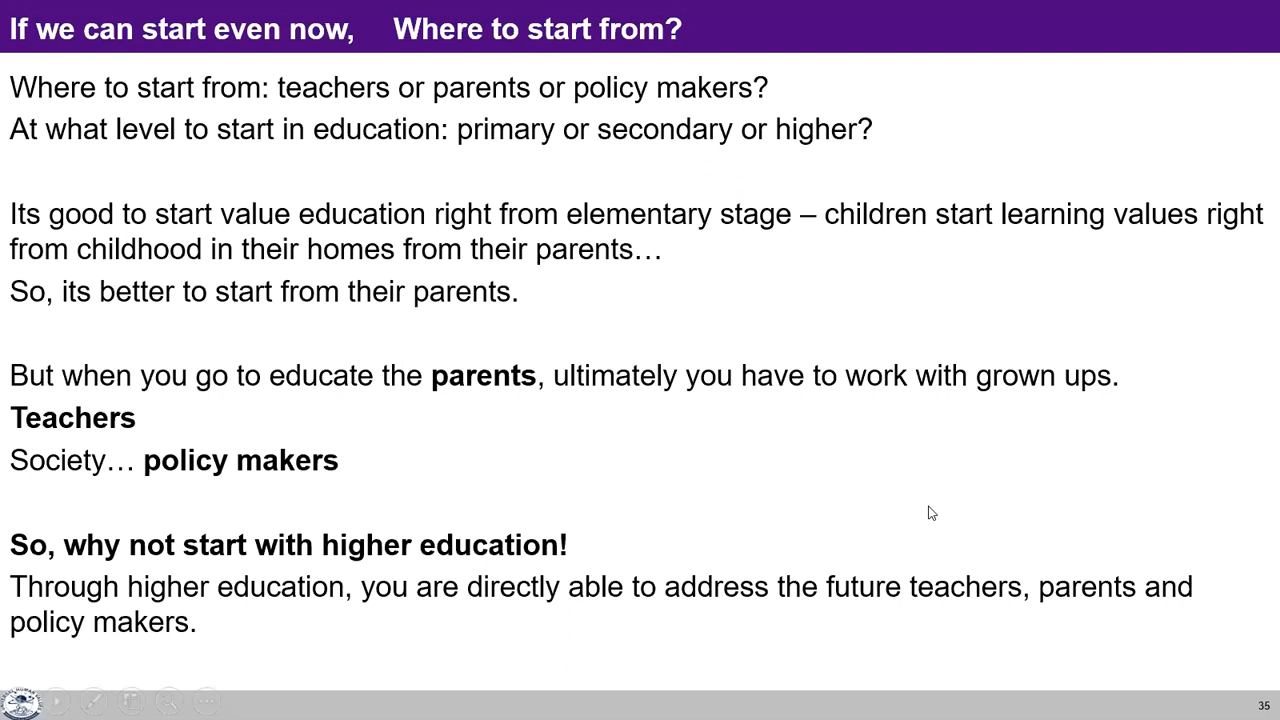 If we can start even now, Where to start from?
Where to start from: teachers or parents or policy makers?
At what level to start in education: primary or secondary or higher?
Its good to start value education right from elementary stage – children start learning values right
from childhood in their homes from their parents…
So, its better to start from their parents.
But when you go to educate the parents, ultimately you have to work with grown ups.
Teachers
Society… policy makers
So, why not start with higher education!
Through higher education, you are directly able to address the future teachers, parents and
policy makers.
35